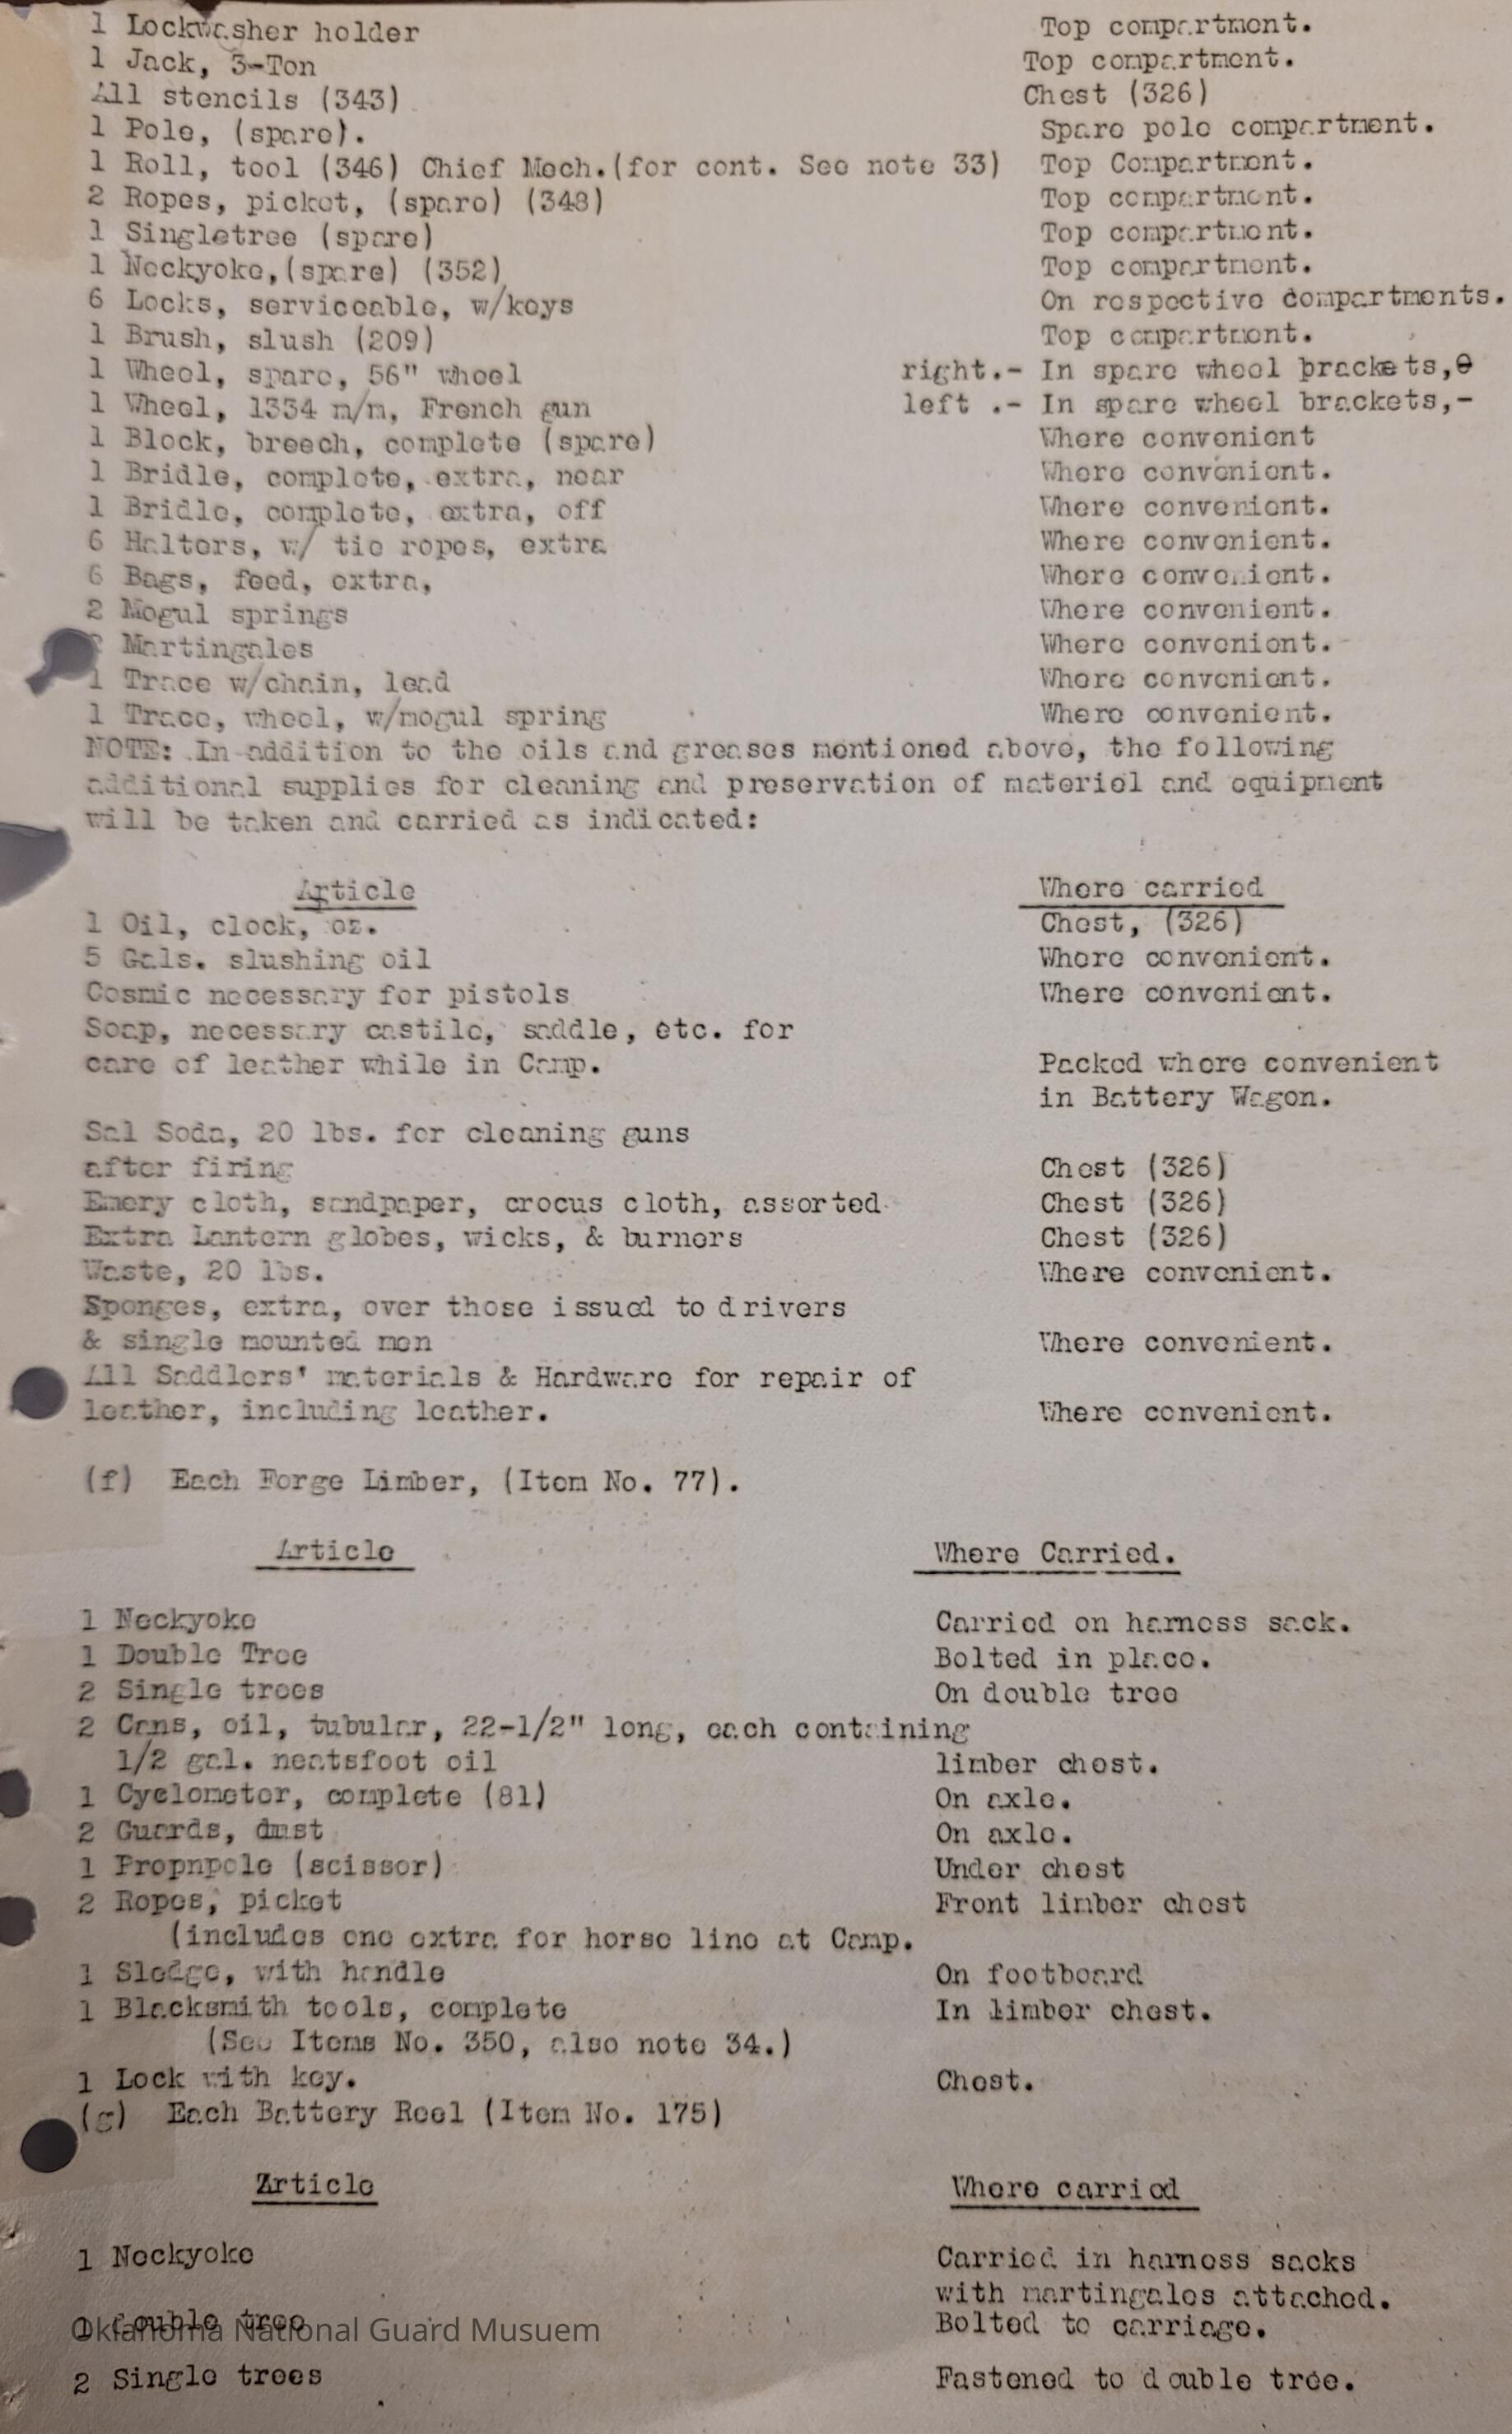 1 Lockwasher holder Top compartment.
1 Jack, 3-Ton Top compartment.
All stencils (343) Chest (326)
1 Pole, (spare). Spare pole compartment.
1 Roll, tool (346) Chief Mech.(for cont. See note 33) Top Compartment.
2 Ropes, picket, (spare) (348) Top compartment.
1 Singletree (spare) Top compartment.
1 Neckyoke,(spare) (352) Top compartment.
6 Locks, serviceable, w/keys On respective compartments.
1 Brush, slush (209) Top compartment.
1 Wheel, spare, 56" wheel right.- In spare wheel brackets,
1 Wheel, 1334 m/m, French gun left .- In spare wheel brackets,-
1 Block, breech, complete (spare) Where convenient
1 Bridle, complete, extra, near Where convenient.
1 Bridle, complete, extra, off Where convenient.
6 Halters, w/ tie ropes, extra Where convenient.
6 Bags, feed, extra, Where convenient.
2 Mogul springs Where convenient.
Martingales Where convenient.
1 Trace w/chain, lead Where convenient.
1 Trace, wheel, w/mogul spring Where convenient.
NOTE: In addition to the oils and greases mentioned above, the following
additional supplies for cleaning and preservation of materiel and equipment
will be taken and carried as indicated:
Article Where carried
1 Oil, clock, oz. Chest, (326)
5 Gals. slushing oil Where convenient.
Cosmic necessary for pistols Where convenient.
Soap, necessary castile, saddle, etc. for
care of leather while in Camp. Packed where convenient
in Battery Wagon.
Sal Soda, 20 lbs. for cleaning guns
after firing Chest (326)
Emery cloth, sandpaper, crocus cloth, assorted Chest (326)
Extra Lantern globes, wicks, & burners Chest (326)
Waste, 20 lbs. Where convenient.
Sponges, extra, over those issued to drivers
& single mounted men Where convenient.
All Saddlers' materials & Hardware for repair of
leather, including leather. Where convenient.
(f) Each Forge Limber, (Item No. 77).
Article Where Carried.
1 Neckyoke Carried on harness sack.
1 Double Tree Bolted in place.
2 Single trees On double tree
2 Cans, oil, tubular, 22-1/2" long, each containing
1/2 gal. neatsfoot oil limber chest.
1 Cyclometer, complete (81) On axle.
2 Guards, dust On axle.
1 Propnpole (scissor) Under chest
2 Ropes, picket Front limber chest
(includes one extra for horse line at Camp.
1 Sledge, with handle On footboard
1 Blacksmith tools, complete In limber chest.
(See Items No. 350, also note 34.)
1 Lock with key. Chest.
(g) Each Battery Reel (Item No. 175)
Article Where carried
1 Neckyoke Carried in harness sacks
with martingales attached.
1 double tree Bolted to carriage.
Oklahoma National Guard Musuem
2 Single trees Fastened to double tree.